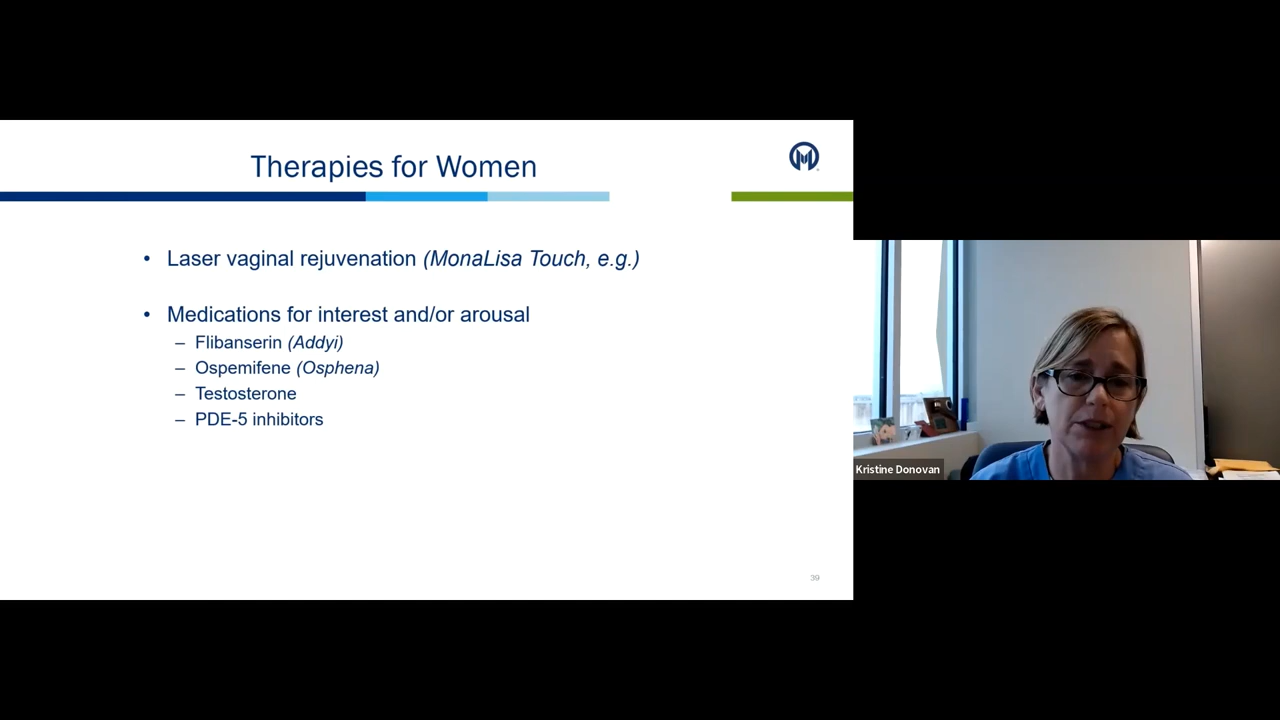 Therapies for Women
• Laser vaginal rejuvenation (MonaLisa Touch, e.g.)
• Medications for interest and/or arousal
– Flibanserin (Addyi)
– Ospemifene (Osphena)
– Testosterone
– PDE-5 inhibitors
39
Kristine Donovan